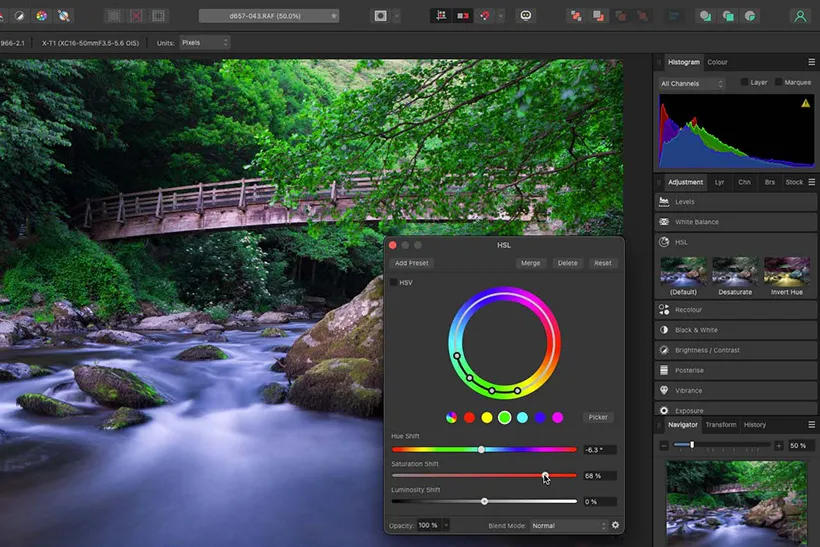 d657-043.RAF (50.0%)
966-2.1
X-T1 (XC16-50mmF3.5-5.6 OIS)
Units:
Pixels
Histogram
Colour
All Channels
Layer
Marquee
Adjustment
Lyr
Chn
Brs
Stock
Levels
White Balance
HSL
(Default)
Desaturate
Invert Hue
Recolour
Black & White
Brightness / Contrast
Posterise
Vibrance
Exposure
Navigator
Transform
History
50 %
HSL
Add Preset
Merge
Delete
Reset
HSV
Picker
Hue Shift
-6.3 °
Saturation Shift
68 %
Luminosity Shift
0 %
Opacity:
100 %
Blend Mode:
Normal